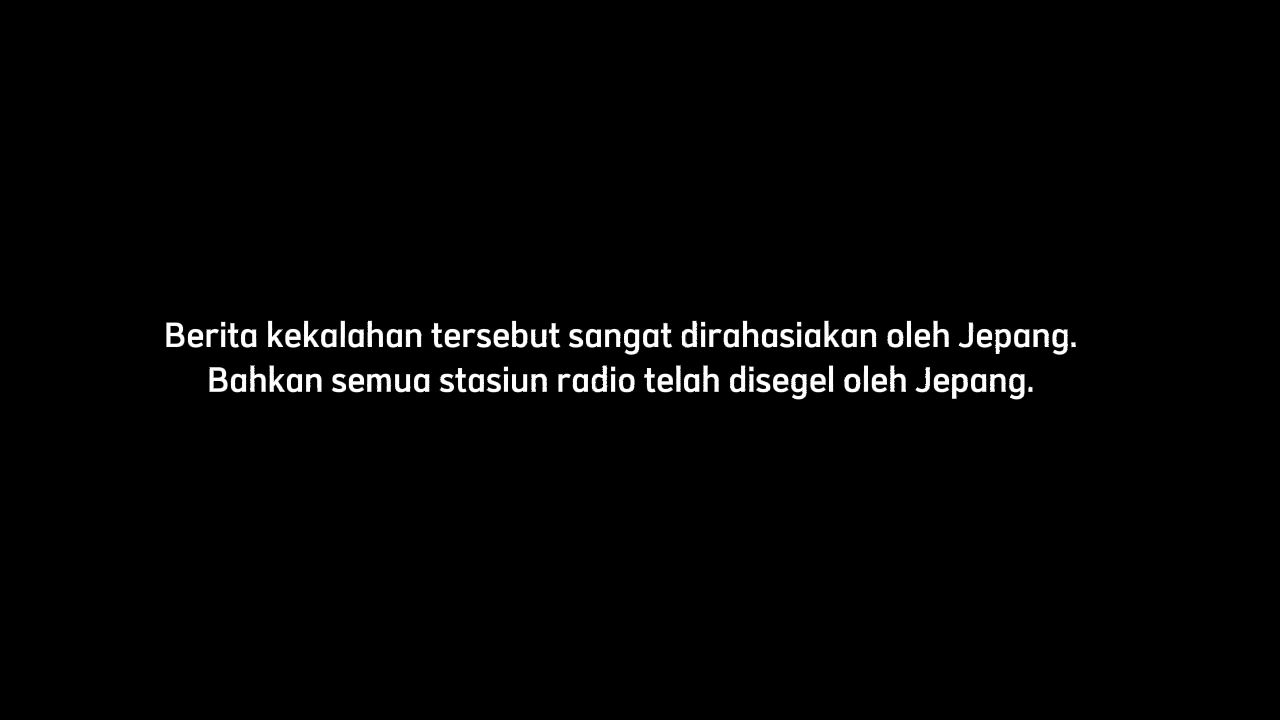 Berita kekalahan tersebut sangat dirahasiakan oleh Jepang.
Bahkan semua stasiun radio telah disegel oleh Jepang.